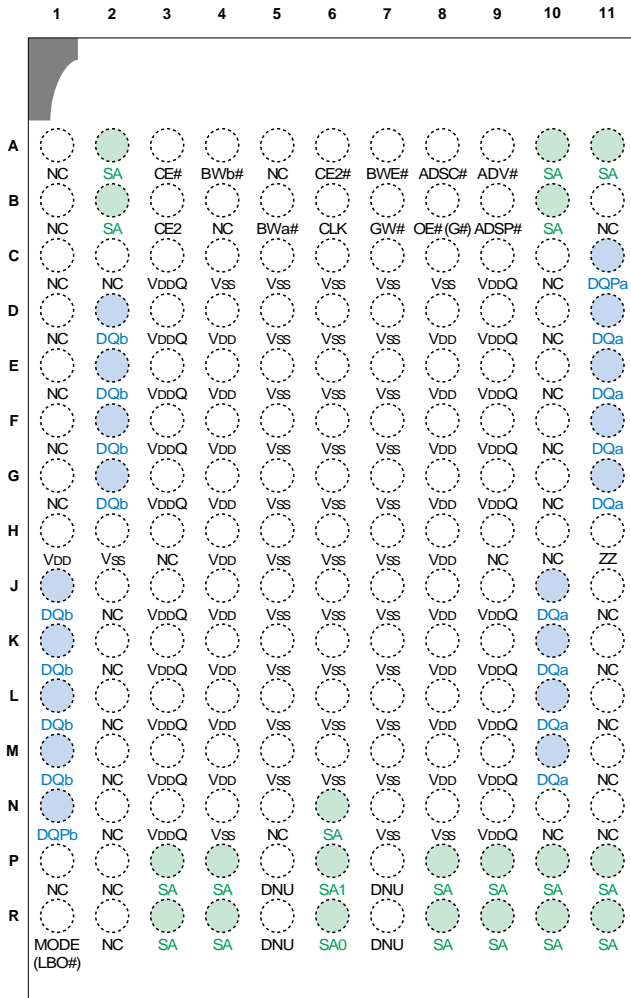 1 2 3 4 5 6 7 8 9 10 11
A
NC SA CE# BWb# NC CE2# BWE# ADSC# ADV# SA SA
B
NC SA CE2 NC BWa# CLK GW# OE# (G#) ADSP# SA NC
C
NC NC VDDQ VSS VSS VSS VSS VSS VDDQ NC DQPa
D
NC DQb VDDQ VDD VSS VSS VSS VDD VDDQ NC DQa
E
NC DQb VDDQ VDD VSS VSS VSS VDD VDDQ NC DQa
F
NC DQb VDDQ VDD VSS VSS VSS VDD VDDQ NC DQa
G
NC DQb VDDQ VDD VSS VSS VSS VDD VDDQ NC DQa
H
VDD VSS NC VDD VSS VSS VSS VDD NC NC ZZ
J
DQb NC VDDQ VDD VSS VSS VSS VDD VDDQ DQa NC
K
DQb NC VDDQ VDD VSS VSS VSS VDD VDDQ DQa NC
L
DQb NC VDDQ VDD VSS VSS VSS VDD VDDQ DQa NC
M
DQb NC VDDQ VDD VSS VSS VSS VDD VDDQ DQa NC
N
DQPb NC VDDQ VSS NC SA VSS VSS VDDQ NC NC
P
NC NC SA SA DNU SA1 DNU SA SA SA SA
R
MODE NC SA SA DNU SA0 DNU SA SA SA SA
(LBO#)